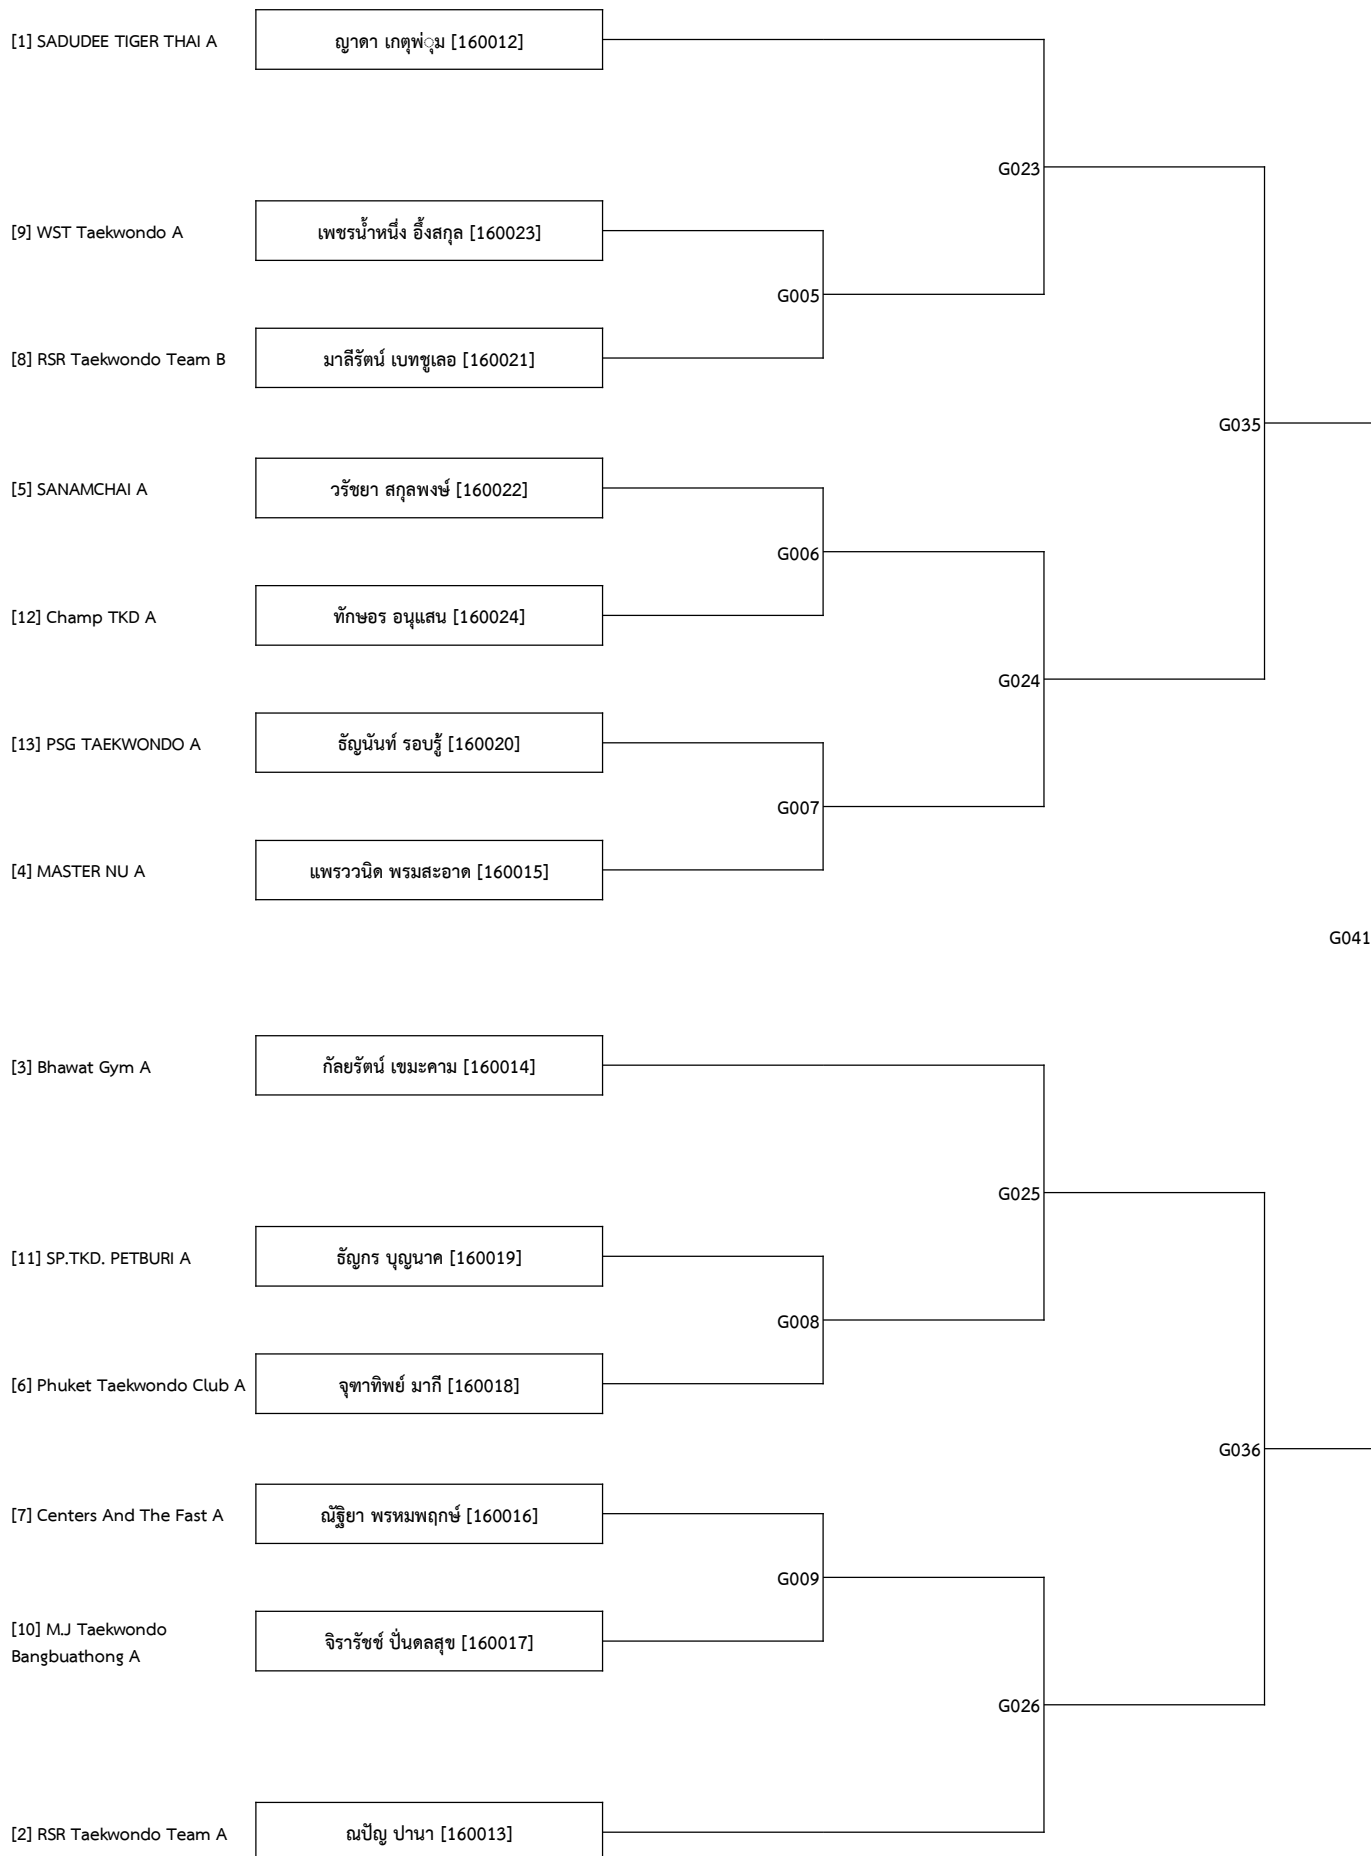 [1] SADUDEE TIGER THAI A
ญาดา เกตุพุ่ม [160012]
G023
[9] WST Taekwondo A
เพชรน้ำหนึ่ง อึ้งสกุล [160023]
G005
[8] RSR Taekwondo Team B
มาลีรัตน์ เบทชูเลอ [160021]
G035
[5] SANAMCHAI A
วรัชยา สกุลพงษ์ [160022]
G006
[12] Champ TKD A
ทักษอร อนุแสน [160024]
G024
[13] PSG TAEKWONDO A
ธัญนันท์ รอบรู้ [160020]
G007
[4] MASTER NU A
แพรววนิด พรมสะอาด [160015]
G041
[3] Bhawat Gym A
กัลยรัตน์ เขมะคาม [160014]
G025
[11] SP.TKD. PETBURI A
ธัญกร บุญนาค [160019]
G008
[6] Phuket Taekwondo Club A
จุฑาทิพย์ มากี [160018]
G036
[7] Centers And The Fast A
ณัฐิยา พรหมพฤกษ์ [160016]
G009
[10] M.J Taekwondo
Bangbuathong A
จิรารัชช์ ปั่นดลสุข [160017]
G026
[2] RSR Taekwondo Team A
ณปัญ ปานา [160013]